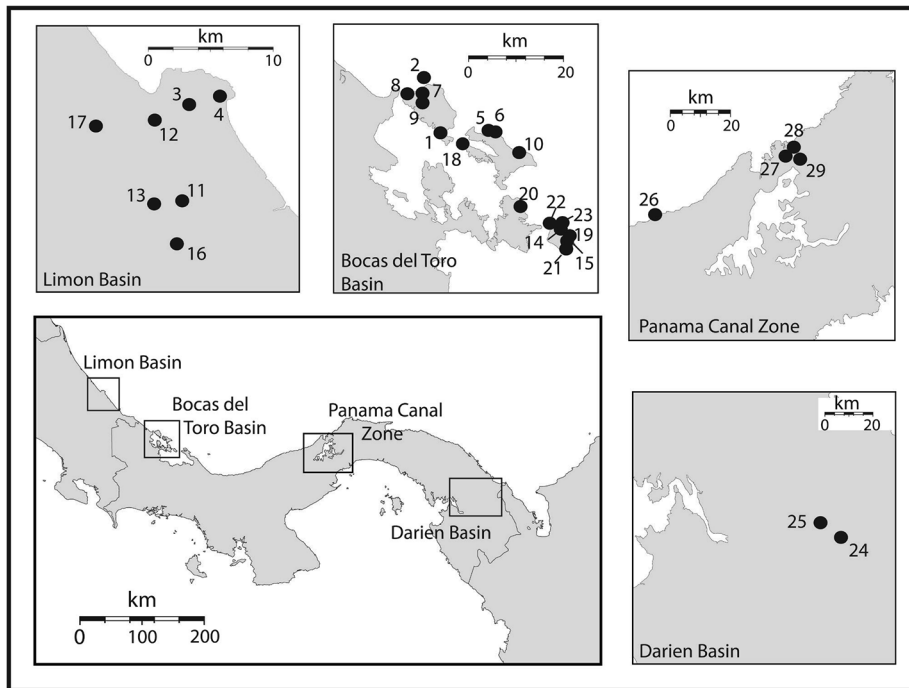 km
0
10
3
4
12
17
13
11
16
Limon Basin
km
0
20
2
8
7
9
1
5
6
18
10
20
22
23
14
19
15
21
Bocas del Toro
Basin
km
0
20
28
27
29
26
Panama Canal Zone
Limon Basin
Bocas del
Toro Basin
Panama Canal
Zone
Darien Basin
km
0
100
200
km
0
20
25
24
Darien Basin